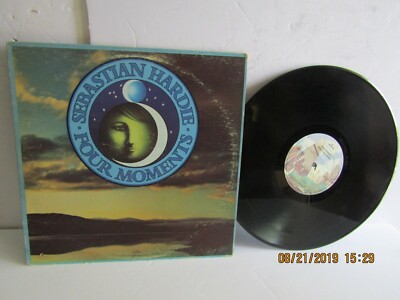 SEBASTIAN HARDIE
FOUR MOMENTS
08/21/2019 15:29